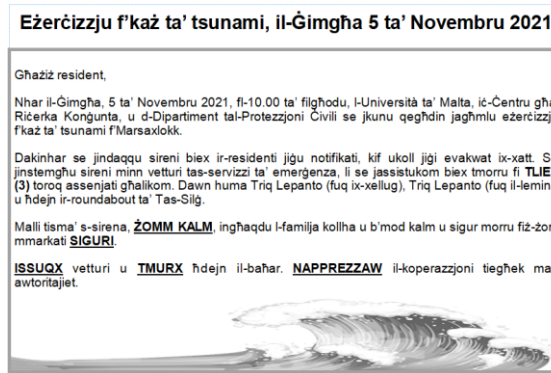 Eżerċizzju f'każ ta' tsunami, il-Ġimgħa 5 ta' Novembru 2021
Għażiż resident,
Nhar il-Ġimgħa, 5 ta' Novembru 2021, fl-10.00 ta' filgħodu, l-Università ta' Malta, iċ-Ċentru għa
Riċerka Konġunta, u d-Dipartiment tal-Protezzjoni Ċivili se jkunu qegħdin jagħmlu eżerċizzj
f'każ ta' tsunami f'Marsaxlokk.
Dakinhar se jindaqqu sireni biex ir-residenti jiġu notifikati, kif ukoll jiġi evakwat ix-xatt. S
jinstemgħu sireni minn vetturi tas-servizzi ta' emerġenza, li se jassistukom biex tmorru fi TLIE
(3) toroq assenjati għalikom. Dawn huma Triq Lepanto (fuq ix-xellug), Triq Lepanto (fuq il-lemin
u ħdejn ir-roundabout ta' Tas-Silġ.
Malli tisma' s-sirena, ŻOMM KALM, ingħaqdu l-familja kollha u b'mod kalm u sigur morru fiż-żon
mmarkati SIGURI.
ISSUQX vetturi u TMURX ħdejn il-baħar. NAPPREZZAW il-koperazzjoni tiegħek ma
awtoritajiet.